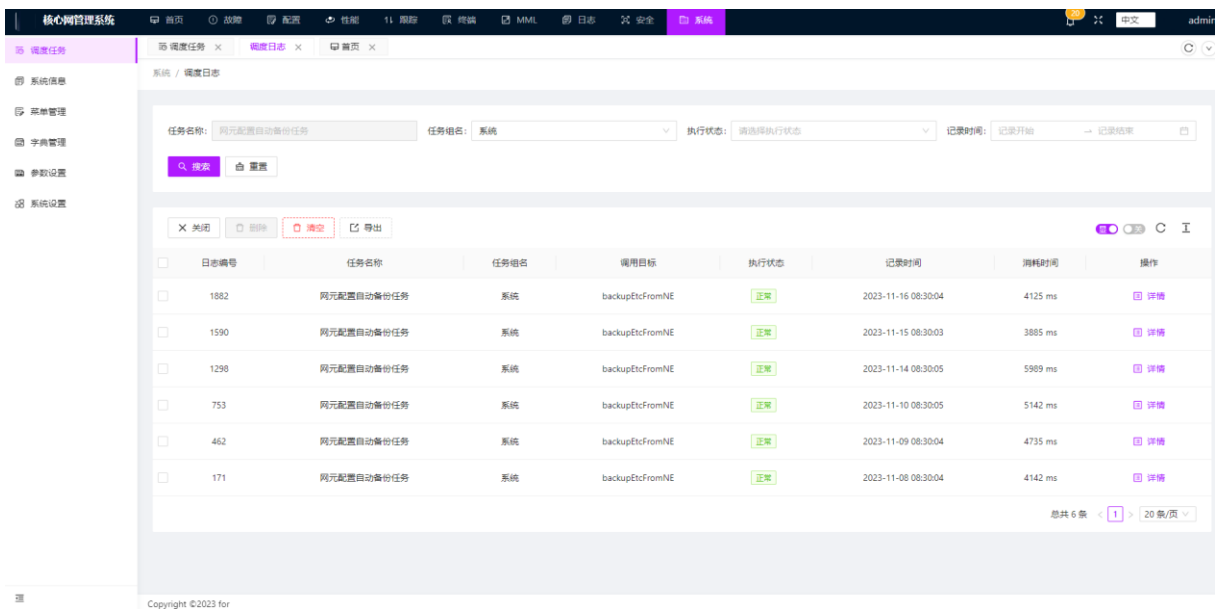 核心网管理系统 首页 故障 配置 性能 跟踪 终端 MML 日志 安全 系统 20 中文 admin
调度任务 调度任务 调度日志 首页
系统信息 系统 / 调度日志
菜单管理
字典管理 任务名称: 网元配置自动备份任务 任务组名: 系统 执行状态: 请选择执行状态 记录时间: 记录开始 → 记录结束
参数设置 搜索 重置
系统设置
关闭 删除 清空 导出
日志编号 任务名称 任务组名 调用目标 执行状态 记录时间 消耗时间 操作
1882 网元配置自动备份任务 系统 backupEtcFromNE 正常 2023-11-16 08:30:04 4125 ms 详情
1590 网元配置自动备份任务 系统 backupEtcFromNE 正常 2023-11-15 08:30:03 3885 ms 详情
1298 网元配置自动备份任务 系统 backupEtcFromNE 正常 2023-11-14 08:30:05 5989 ms 详情
753 网元配置自动备份任务 系统 backupEtcFromNE 正常 2023-11-10 08:30:05 5142 ms 详情
462 网元配置自动备份任务 系统 backupEtcFromNE 正常 2023-11-09 08:30:04 4735 ms 详情
171 网元配置自动备份任务 系统 backupEtcFromNE 正常 2023-11-08 08:30:04 4142 ms 详情
总共 6 条 < 1 > 20 条/页
Copyright ©2023 for